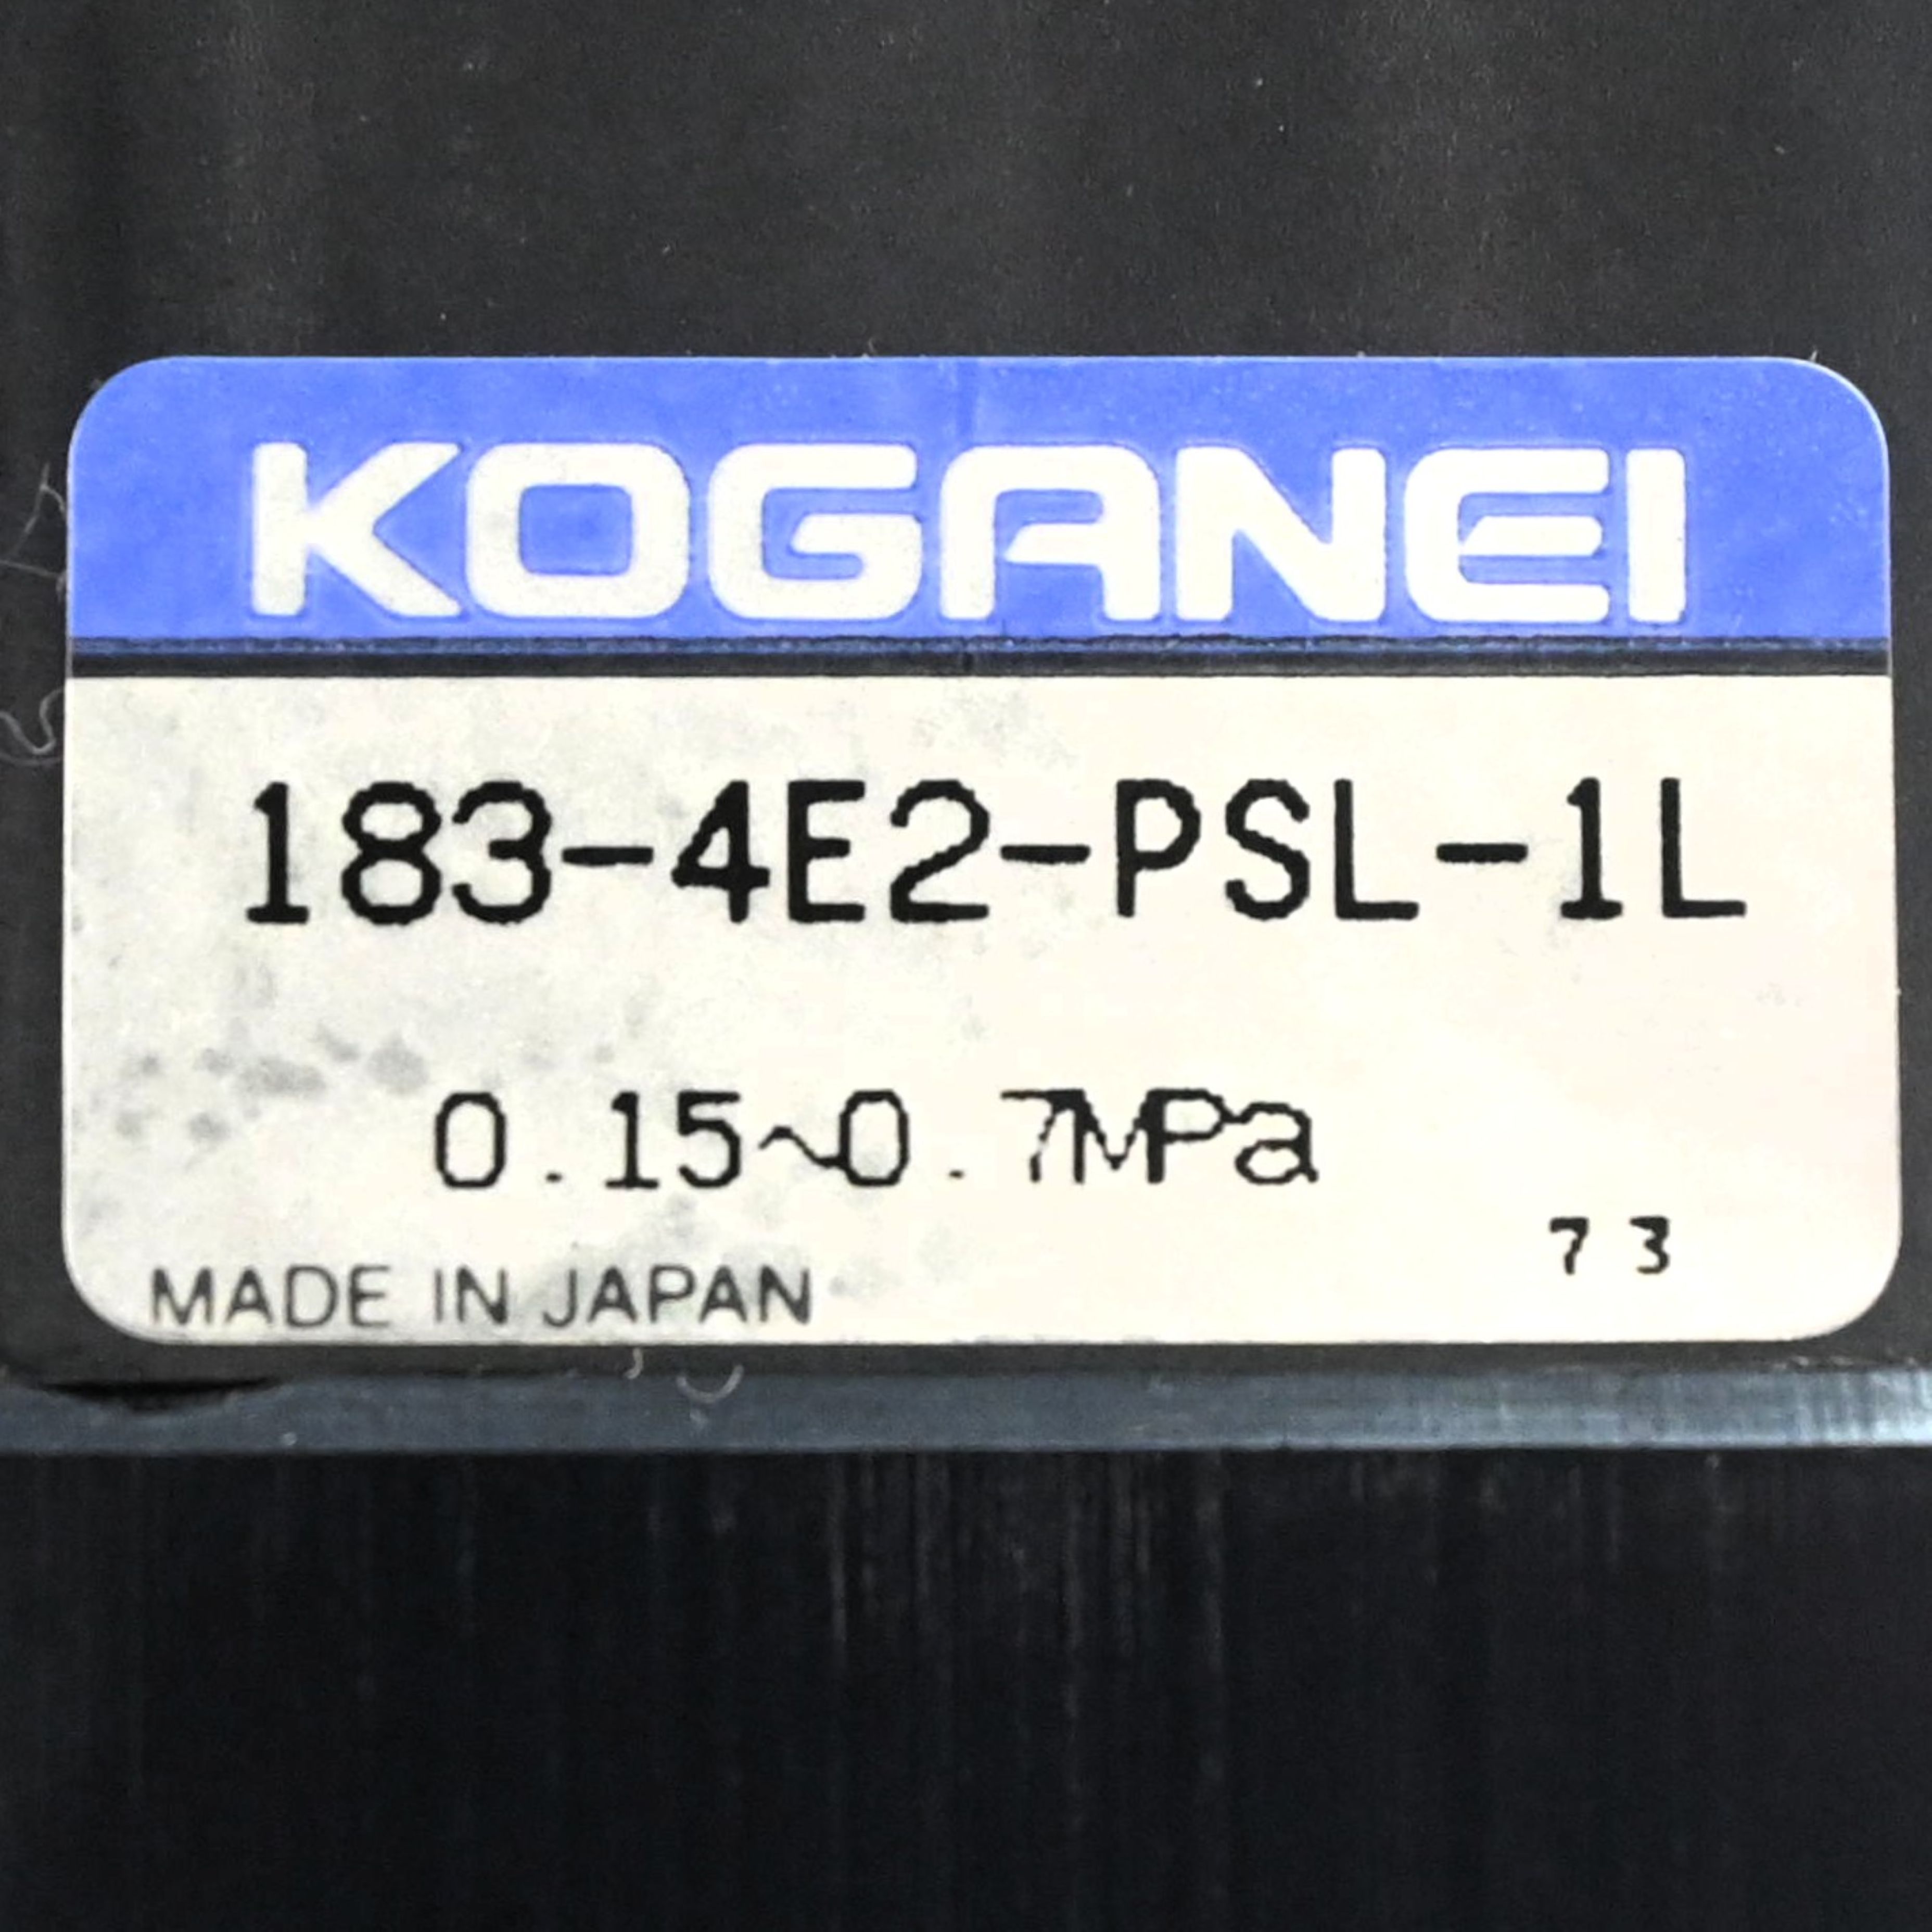 KOGANEI
183-4E2-PSL-1L
0.15~0.7MPa
73
MADE IN JAPAN